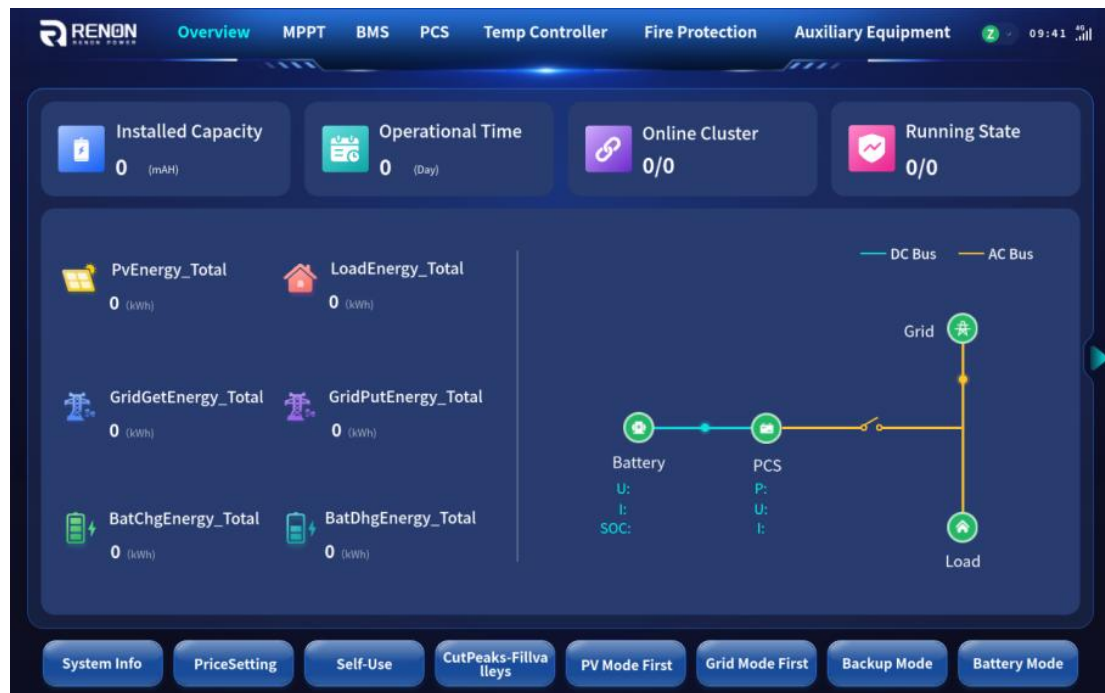 RENON
RENON POWER
Overview
MPPT
BMS
PCS
Temp Controller
Fire Protection
Auxiliary Equipment
Z
09:41
4G
Installed Capacity
0 (mAH)
Operational Time
0 (Day)
Online Cluster
0/0
Running State
0/0
PvEnergy_Total
0 (kWh)
LoadEnergy_Total
0 (kWh)
GridGetEnergy_Total
0 (kWh)
GridPutEnergy_Total
0 (kWh)
BatChgEnergy_Total
0 (kWh)
BatDhgEnergy_Total
0 (kWh)
DC Bus
AC Bus
Grid
Battery
U:
I:
SOC:
PCS
P:
U:
I:
Load
System Info
PriceSetting
Self-Use
CutPeaks-Fillva
lleys
PV Mode First
Grid Mode First
Backup Mode
Battery Mode